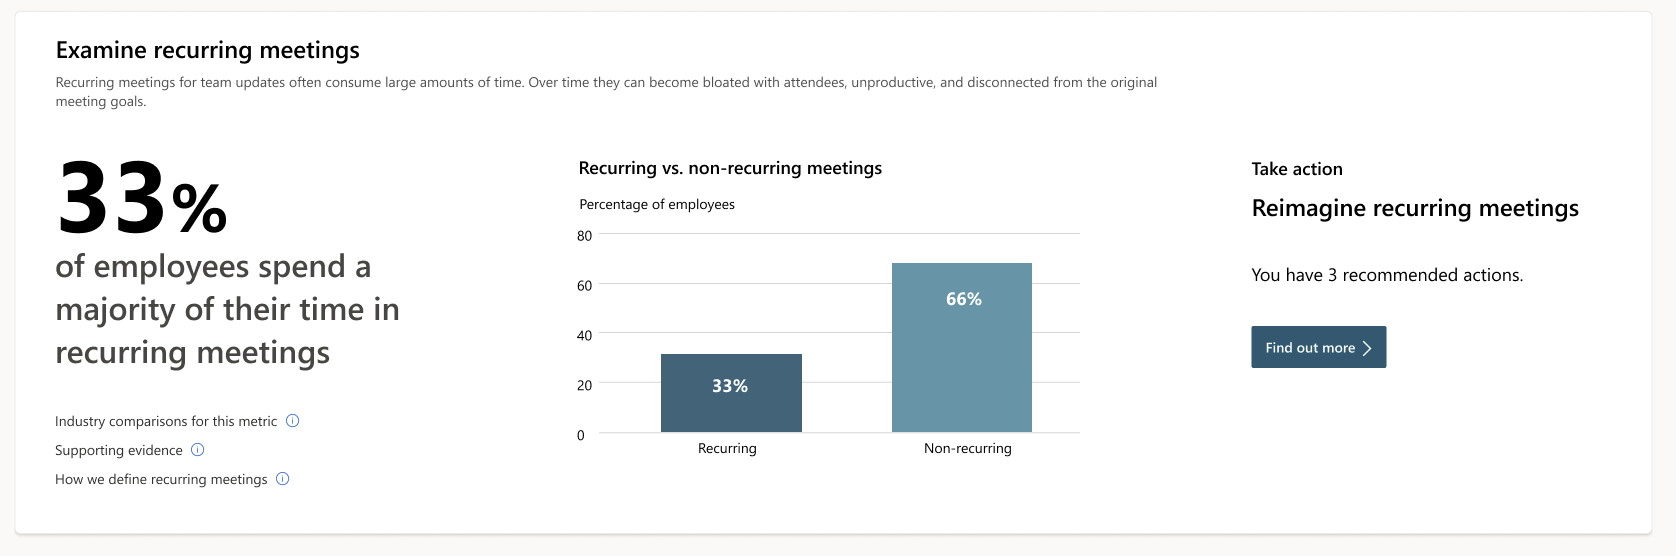 Examine recurring meetings
Recurring meetings for team updates often consume large amounts of time. Over time they can become bloated with attendees, unproductive, and disconnected from the original
meeting goals.
33%
of employees spend a
majority of their time in
recurring meetings
Industry comparisons for this metric
Supporting evidence
How we define recurring meetings
Recurring vs. non-recurring meetings
Percentage of employees
80
60
40
20
0
33%
66%
Recurring
Non-recurring
Take action
Reimagine recurring meetings
You have 3 recommended actions.
Find out more